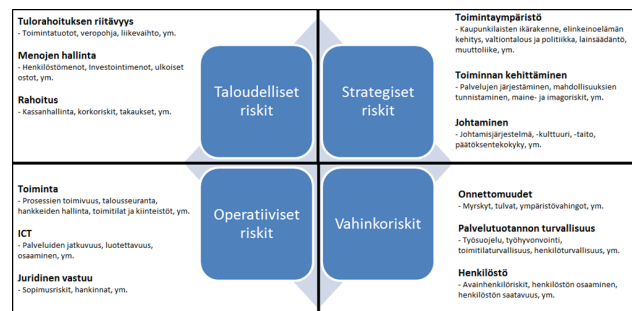 Tulorahoituksen riitävyys
- Toimintatuotot, veropohja, liikevaihto, ym.
Menojen hallinta
- Henkilöstömenot, Investointimenot, ulkoiset
ostot, ym.
Rahoitus
- Kassanhallinta, korkoriskit, takaukset, ym.
Taloudelliset
riskit
Strategiset
riskit
Toimintaympäristö
- Kaupunkilaisten ikärakenne, elinkeinoelämän
kehitys, valtiontalous ja politiikka, lainsäädäntö,
muuttoliike, ym.
Toiminnan kehittäminen
- Palvelujen järjestäminen, mahdollisuuksien
tunnistaminen, maine- ja imagoriskit, ym.
Johtaminen
- Johtamisjärjestelmä, -kulttuuri, -taito,
päätöksentekokyky, ym.
Toiminta
- Prosessien toimivuus, talousseuranta,
hankkeiden hallinta, toimitilat ja kiinteistöt, ym.
ICT
- Palveluiden jatkuvuus, luotettavuus,
osaaminen, ym.
Juridinen vastuu
- Sopimusriskit, hankinnat, ym.
Operatiiviset
riskit
Vahinkoriskit
Onnettomuudet
- Myrskyt, tulvat, ympäristövahingot, ym.
Palvelutuotannon turvallisuus
- Työsuojelu, työhyvonvointi,
toimitilaturvallisuus, henkilöturvallisuus, ym.
Henkilöstö
- Avainhenkilöriskit, henkilöstön osaaminen,
henkilöstön saatavuus, ym.